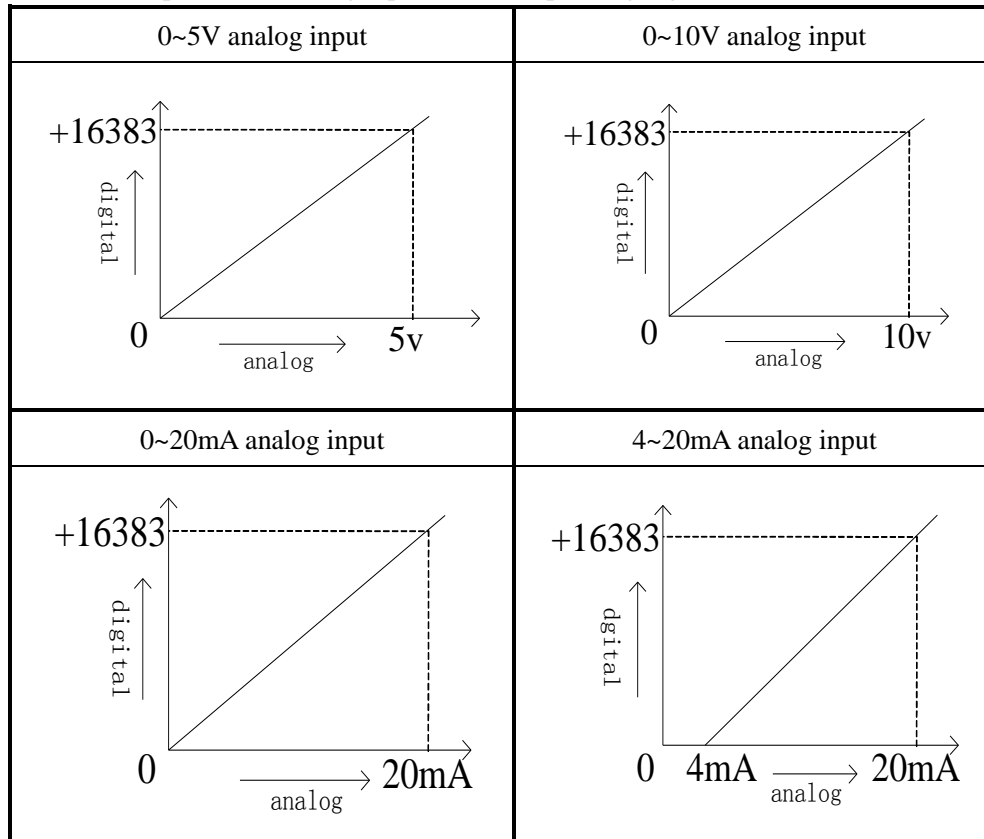 0~5V analog input
0~10V analog input
+16383
digital
0
5v
analog
+16383
digital
0
10v
analog
0~20mA analog input
4~20mA analog input
+16383
digital
0
20mA
analog
+16383
dgital
0
4mA
20mA
analog